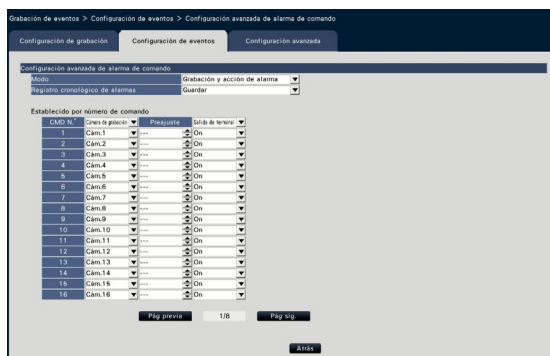 Grabación de eventos > Configuración de eventos > Configuración avanzada de alarma de comando
Configuración de grabación Configuración de eventos Configuración avanzada
Configuración avanzada de alarma de comando
Modo Grabación y acción de alarma
Registro cronológico de alarmas Guardar
Establecido por número de comando
CMD N.° Cámara de grabación Preajuste Salida de terminal
1 Cám.1 --- On
2 Cám.2 --- On
3 Cám.3 --- On
4 Cám.4 --- On
5 Cám.5 --- On
6 Cám.6 --- On
7 Cám.7 --- On
8 Cám.8 --- On
9 Cám.9 --- On
10 Cám.10 --- On
11 Cám.11 --- On
12 Cám.12 --- On
13 Cám.13 --- On
14 Cám.14 --- On
15 Cám.15 --- On
16 Cám.16 --- On
Pág previa 1/8 Pág sig.
Atrás